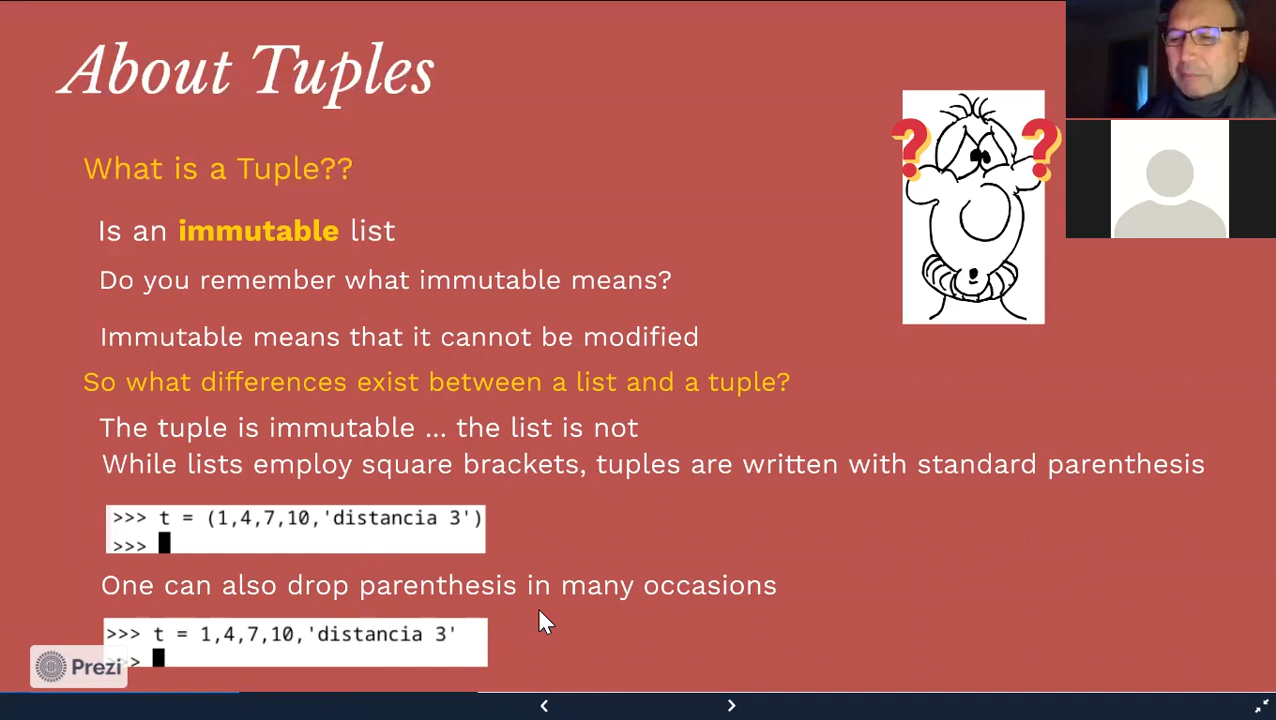 About Tuples
What is a Tuple??
Is an immutable list
Do you remember what immutable means?
Immutable means that it cannot be modified
So what differences exist between a list and a tuple?
The tuple is immutable ... the list is not
While lists employ square brackets, tuples are written with standard parenthesis
>>> t = (1,4,7,10,'distancia 3')
>>>
One can also drop parenthesis in many occasions
>>> t = 1,4,7,10,'distancia 3'
>>>
Prezi
? ?